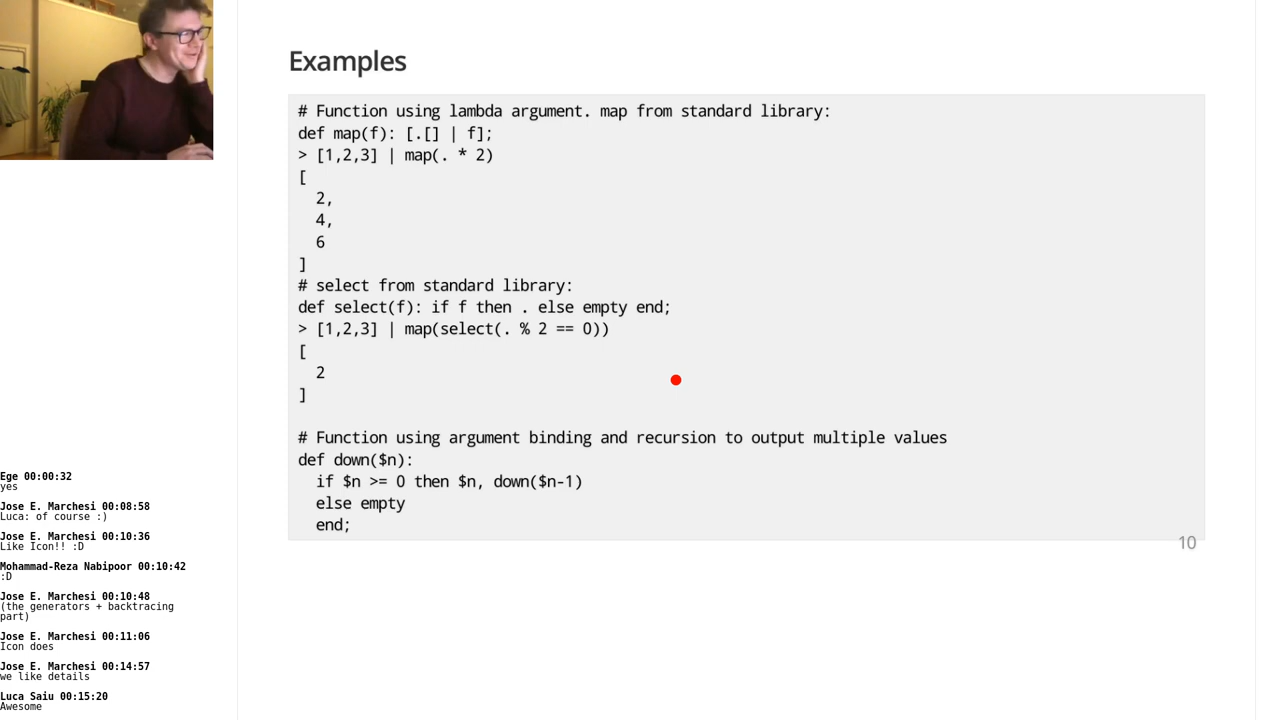 Examples
# Function using lambda argument. map from standard library:
def map(f): [.[] | f];
> [1,2,3] | map(. * 2)
[
  2,
  4,
  6
]
# select from standard library:
def select(f): if f then . else empty end;
> [1,2,3] | map(select(. % 2 == 0))
[
  2
]
# Function using argument binding and recursion to output multiple values
def down($n):
  if $n >= 0 then $n, down($n-1)
  else empty
  end;
10
Ege 00:00:32
yes
Jose E. Marchesi 00:08:58
Luca: of course :)
Jose E. Marchesi 00:10:36
Like Icon!! :D
Mohammad-Reza Nabipoor 00:10:42
:D
Jose E. Marchesi 00:10:48
(the generators + backtracing
part)
Jose E. Marchesi 00:11:06
Icon does
Jose E. Marchesi 00:14:57
we like details
Luca Saiu 00:15:20
Awesome